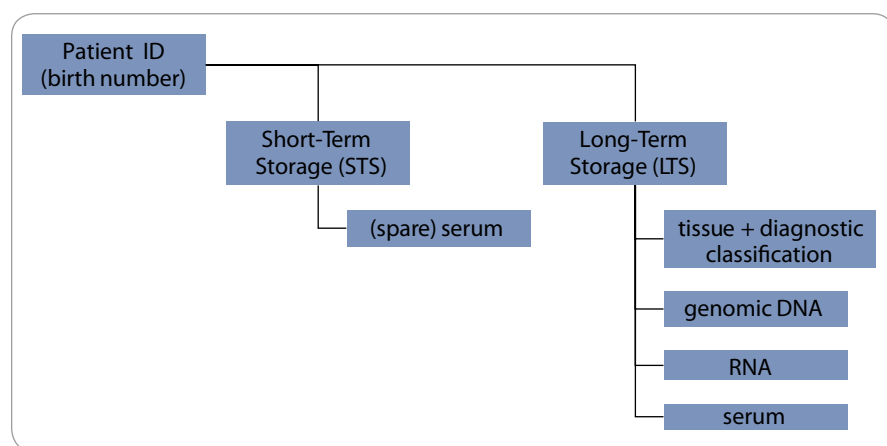 Patient ID
(birth number)
Short-Term
Storage (STS)
Long-Term
Storage (LTS)
(spare) serum
tissue + diagnostic
classification
genomic DNA
RNA
serum